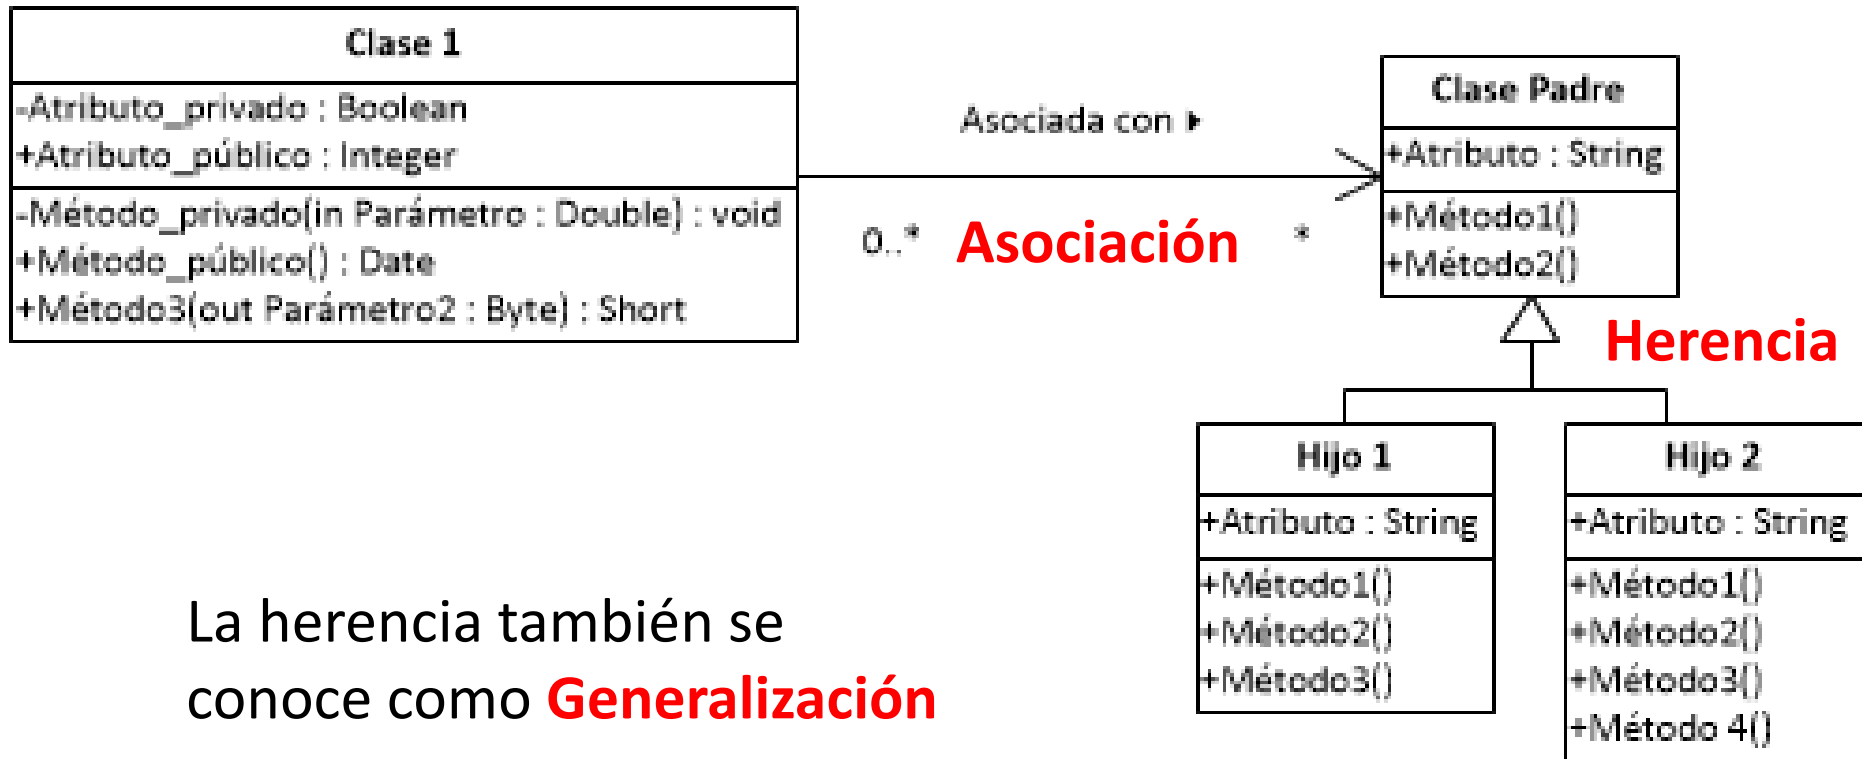 Clase 1
-Atributo_privado : Boolean
+Atributo_público : Integer
-Método_privado(in Parámetro : Double) : void
+Método_público() : Date
+Método3(out Parámetro2 : Byte) : Short
Asociada con
0..*
Asociación
*
Clase Padre
+Atributo : String
+Método1()
+Método2()
Herencia
Hijo 1
+Atributo : String
+Método1()
+Método2()
+Método3()
Hijo 2
+Atributo : String
+Método1()
+Método2()
+Método3()
+Método 4()
La herencia también se
conoce como Generalización